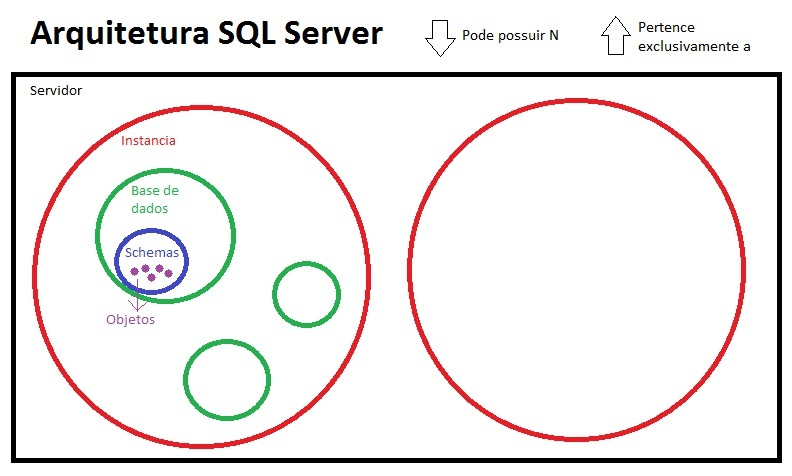 Arquitetura SQL Server
Pode possuir N
Pertence
exclusivamente a
Servidor
Instancia
Base de
dados
Schemas
Objetos